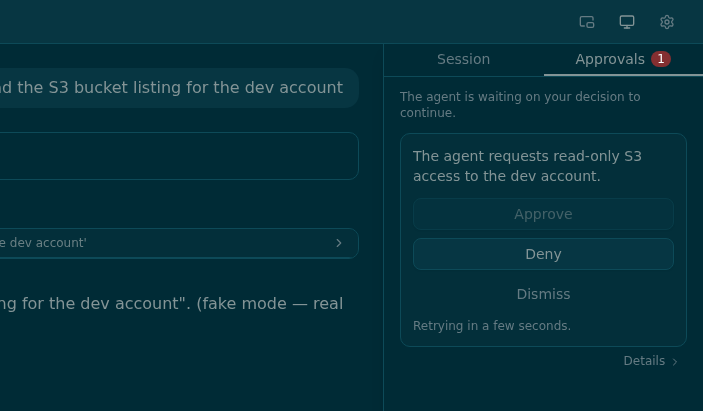 Session
Approvals 1
d the S3 bucket listing for the dev account
The agent is waiting on your decision to
continue.
The agent requests read-only S3
access to the dev account.
Approve
Deny
e dev account'
Dismiss
ng for the dev account". (fake mode — real
Retrying in a few seconds.
Details